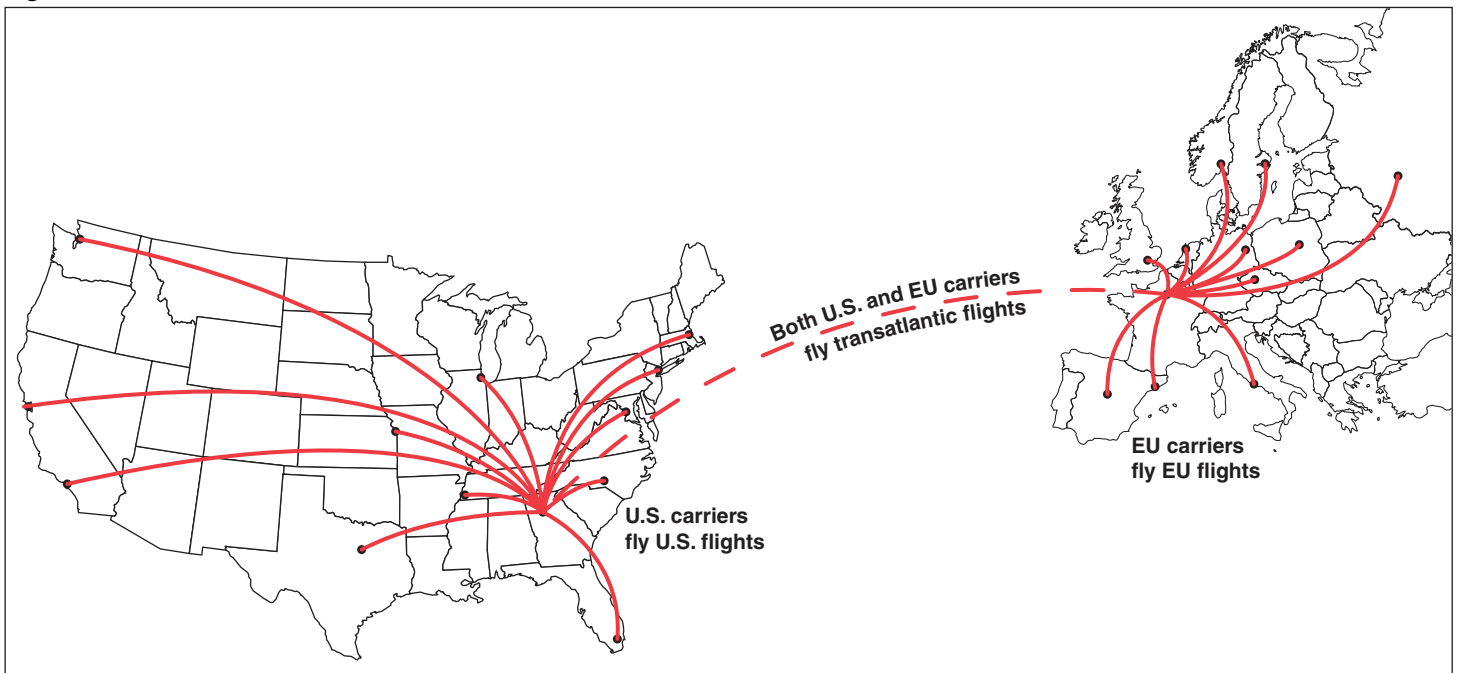 Both U.S. and EU carriers
fly transatlantic flights
EU carriers
fly EU flights
U.S. carriers
fly U.S. flights